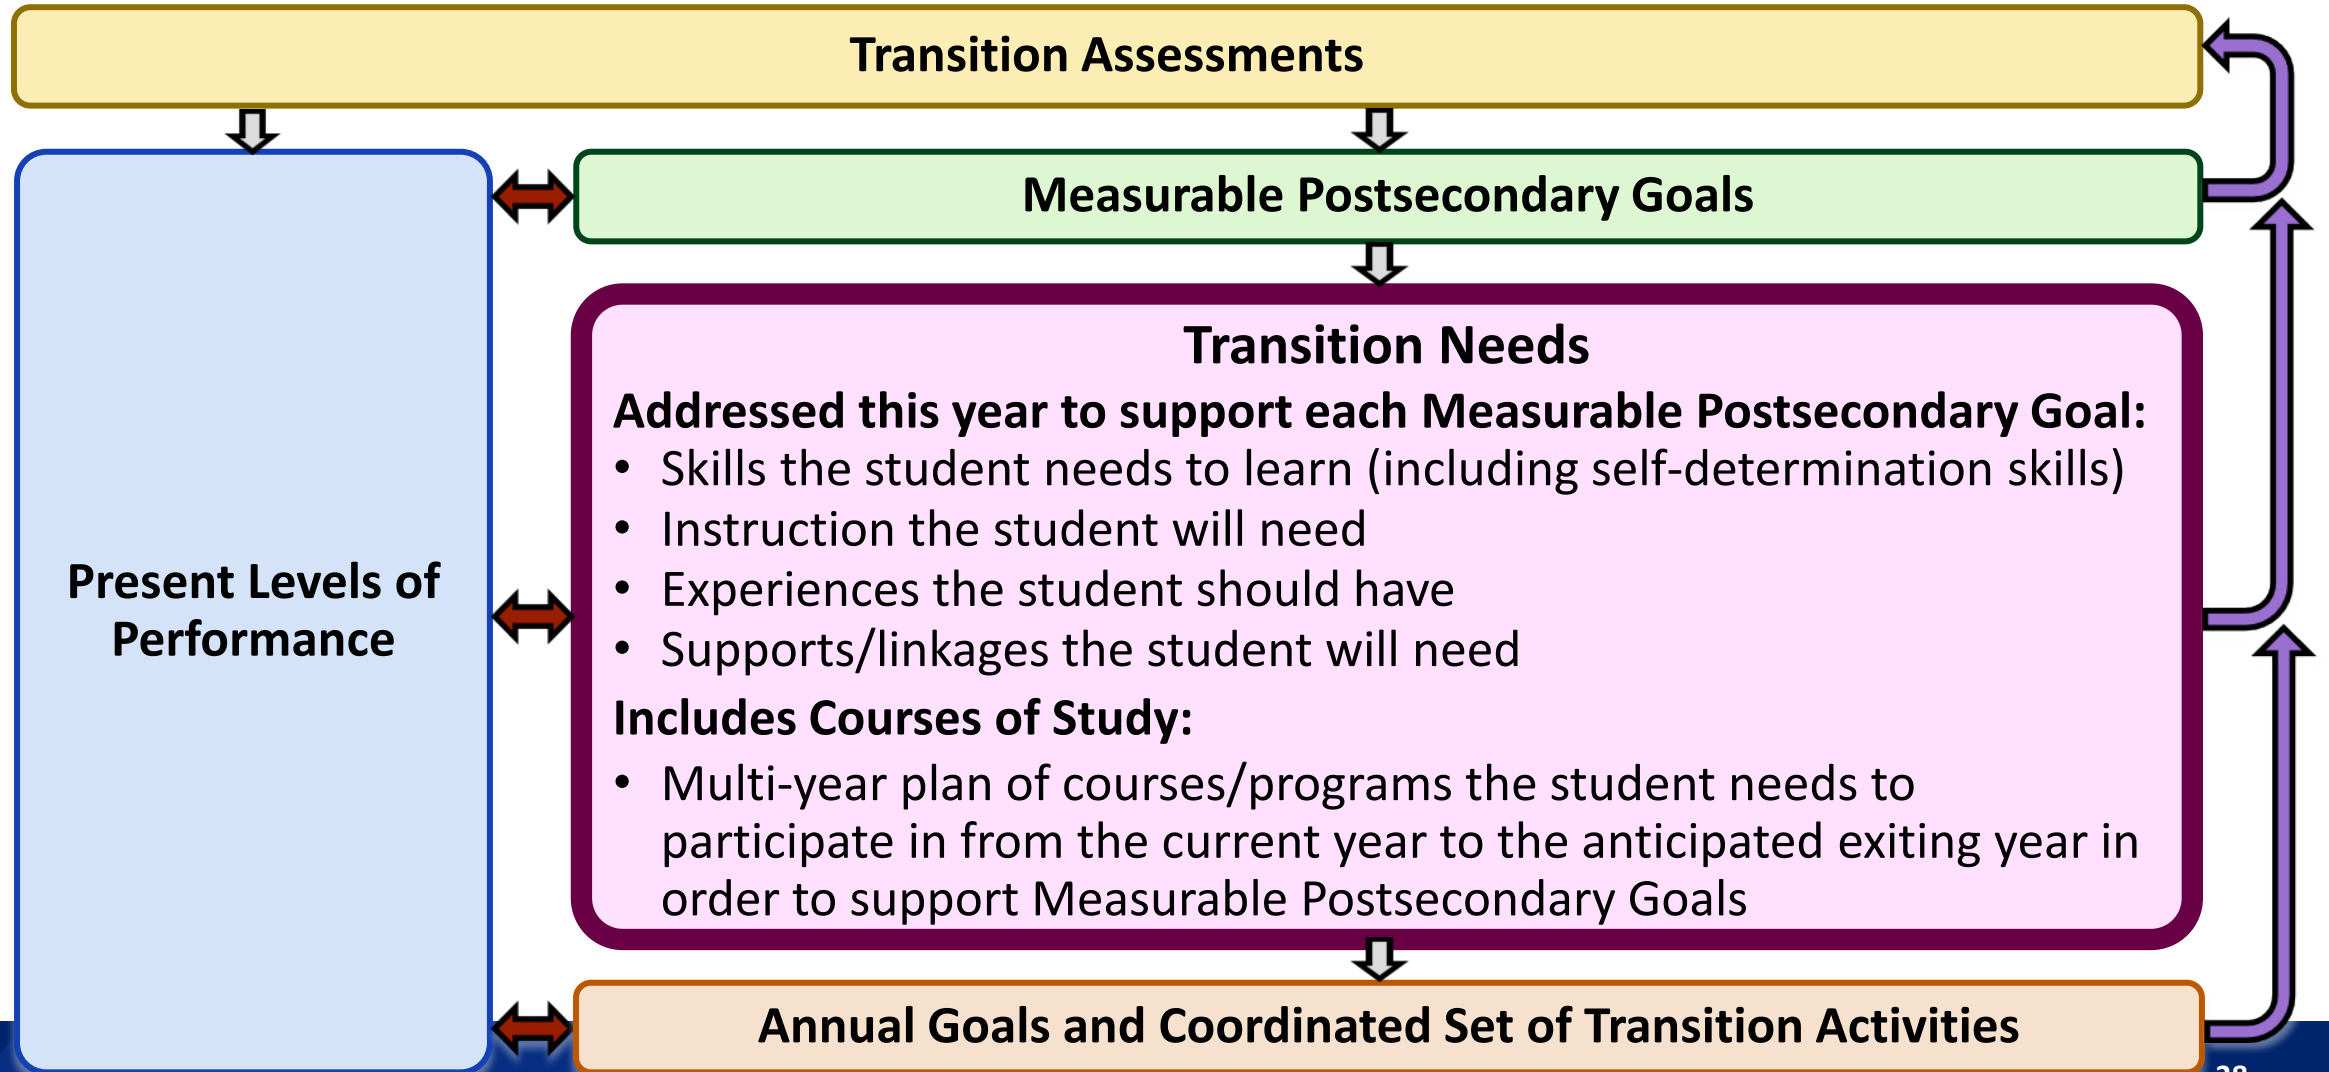 Transition Assessments
Present Levels of
Performance
Measurable Postsecondary Goals
Transition Needs
Addressed this year to support each Measurable Postsecondary Goal:
• Skills the student needs to learn (including self-determination skills)
• Instruction the student will need
• Experiences the student should have
• Supports/linkages the student will need
Includes Courses of Study:
• Multi-year plan of courses/programs the student needs to
participate in from the current year to the anticipated exiting year in
order to support Measurable Postsecondary Goals
Annual Goals and Coordinated Set of Transition Activities